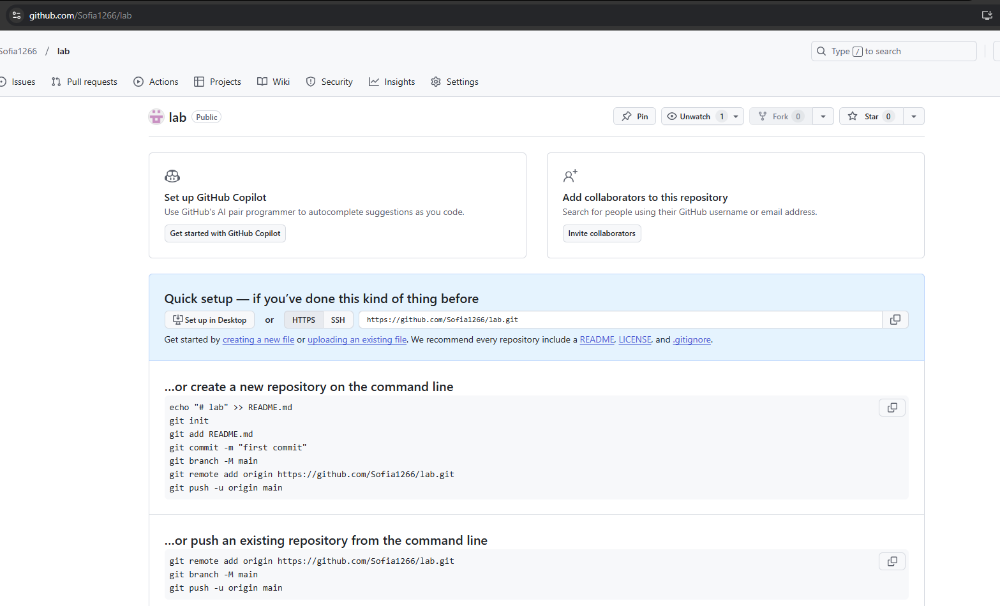 github.com/Sofia1266/lab
Sofia1266 / lab
Type / to search
Issues Pull requests Actions Projects Wiki Security Insights Settings
lab Public
Pin Unwatch 1 Fork 0 Star 0
Set up GitHub Copilot
Use GitHub's AI pair programmer to autocomplete suggestions as you code.
Get started with GitHub Copilot
Add collaborators to this repository
Search for people using their GitHub username or email address.
Invite collaborators
Quick setup — if you’ve done this kind of thing before
Set up in Desktop or HTTPS SSH https://github.com/Sofia1266/lab.git
Get started by creating a new file or uploading an existing file. We recommend every repository include a README, LICENSE, and .gitignore.
…or create a new repository on the command line
echo "# lab" >> README.md
git init
git add README.md
git commit -m "first commit"
git branch -M main
git remote add origin https://github.com/Sofia1266/lab.git
git push -u origin main
…or push an existing repository from the command line
git remote add origin https://github.com/Sofia1266/lab.git
git branch -M main
git push -u origin main